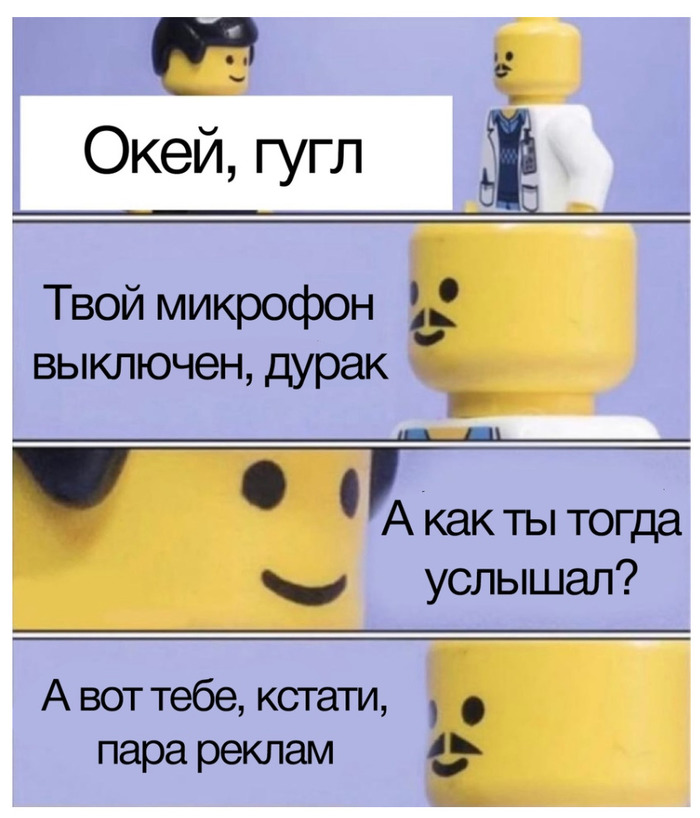 Окей, гугл
Твой микрофон
выключен, дурак
А как ты тогда
услышал?
А вот тебе, кстати,
пара реклам